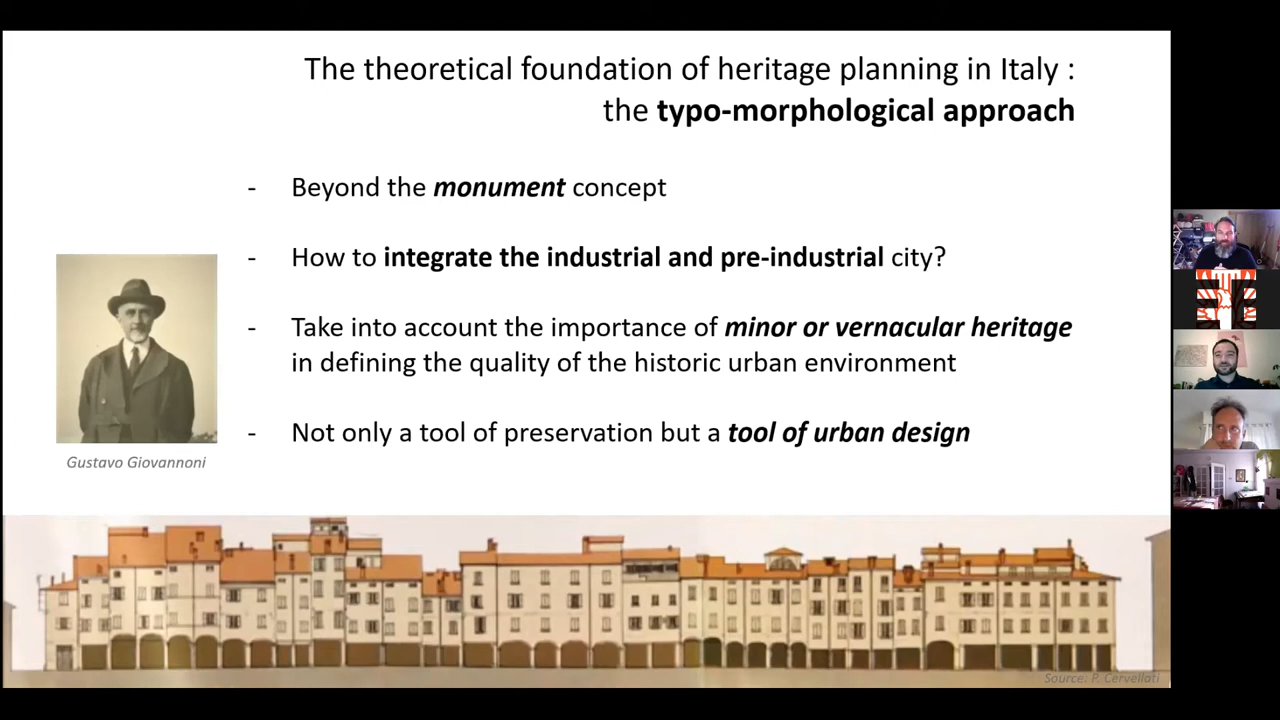 The theoretical foundation of heritage planning in Italy :
the typo-morphological approach
- Beyond the monument concept
- How to integrate the industrial and pre-industrial city?
- Take into account the importance of minor or vernacular heritage
in defining the quality of the historic urban environment
- Not only a tool of preservation but a tool of urban design
Gustavo Giovannoni
Source: P. Cervellati